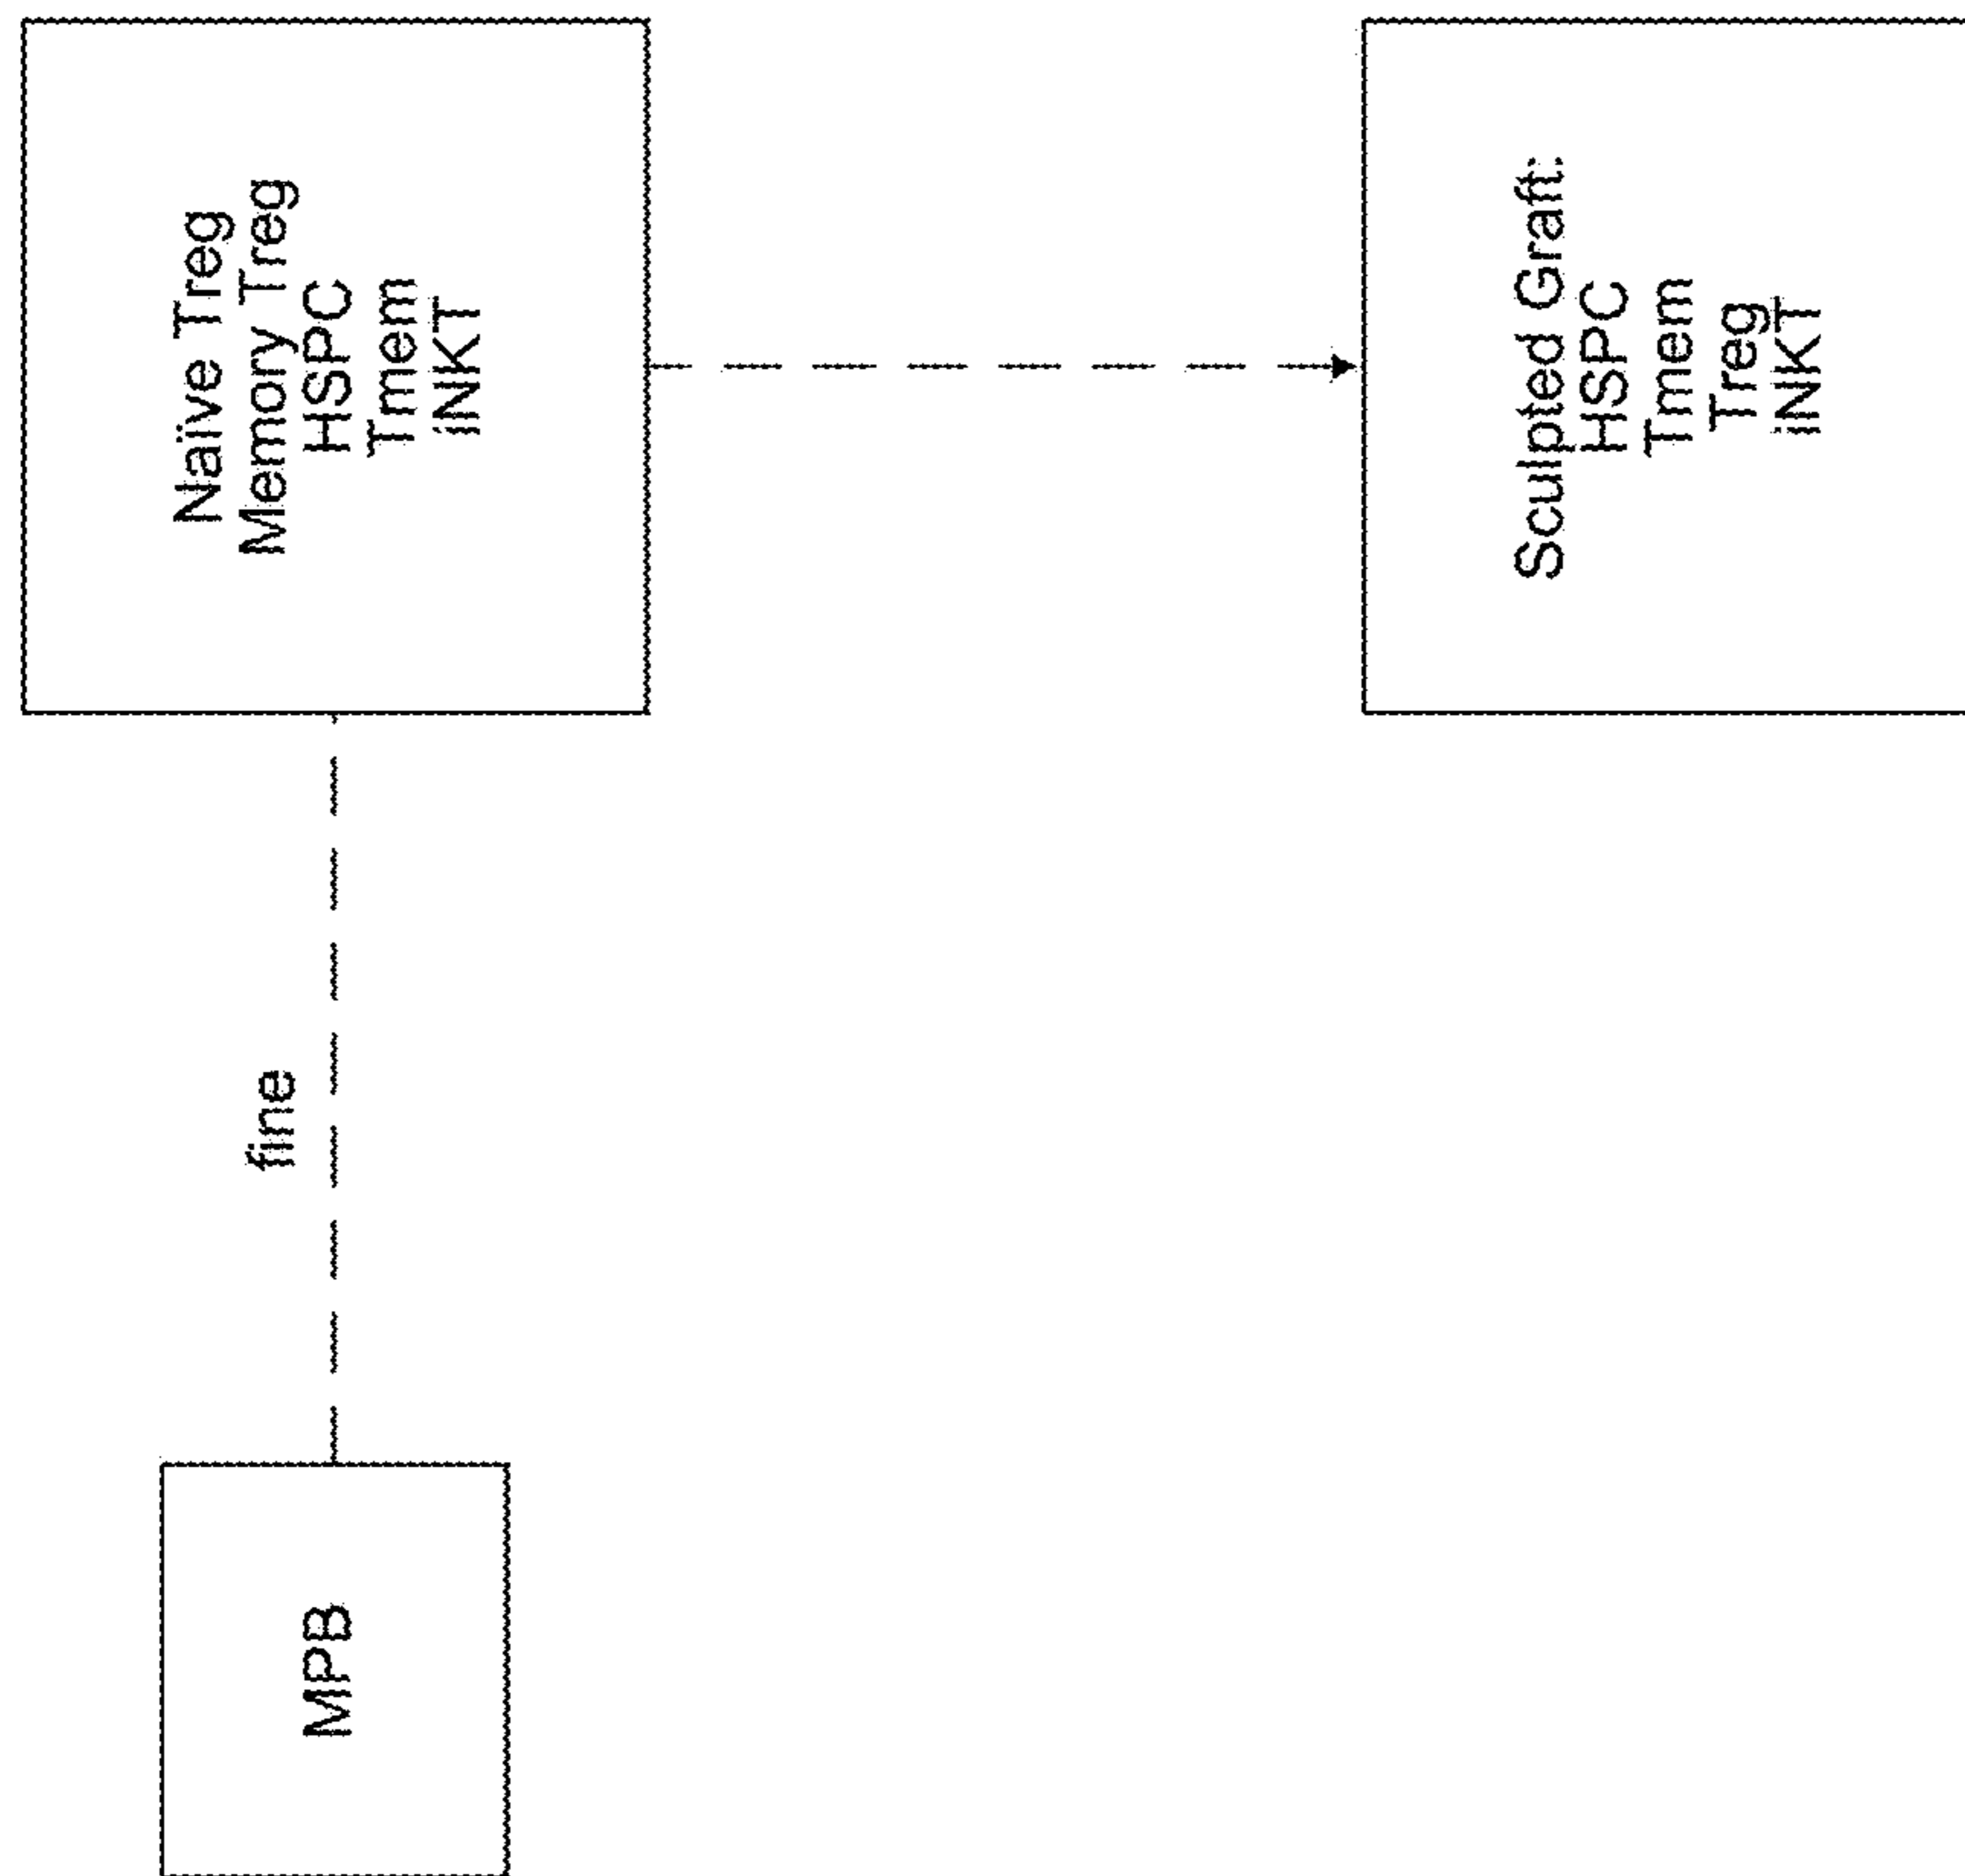 MPB
fine
Naïve Treg
Memory Treg
HSPC
Tmem
iNKT
Sculpted Graft:
HSPC
Tmem
Treg
iNKT